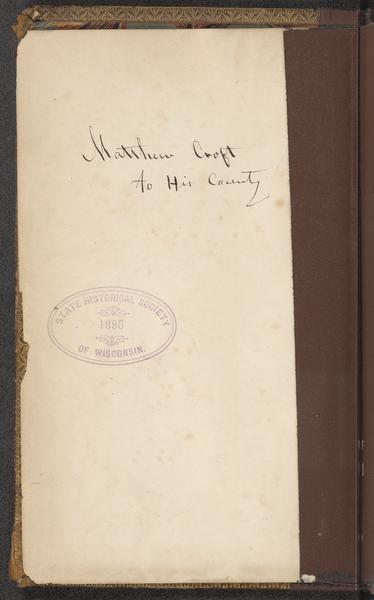 Matthew Croft
to His County
STATE HISTORICAL SOCIETY
1886
OF WISCONSIN.